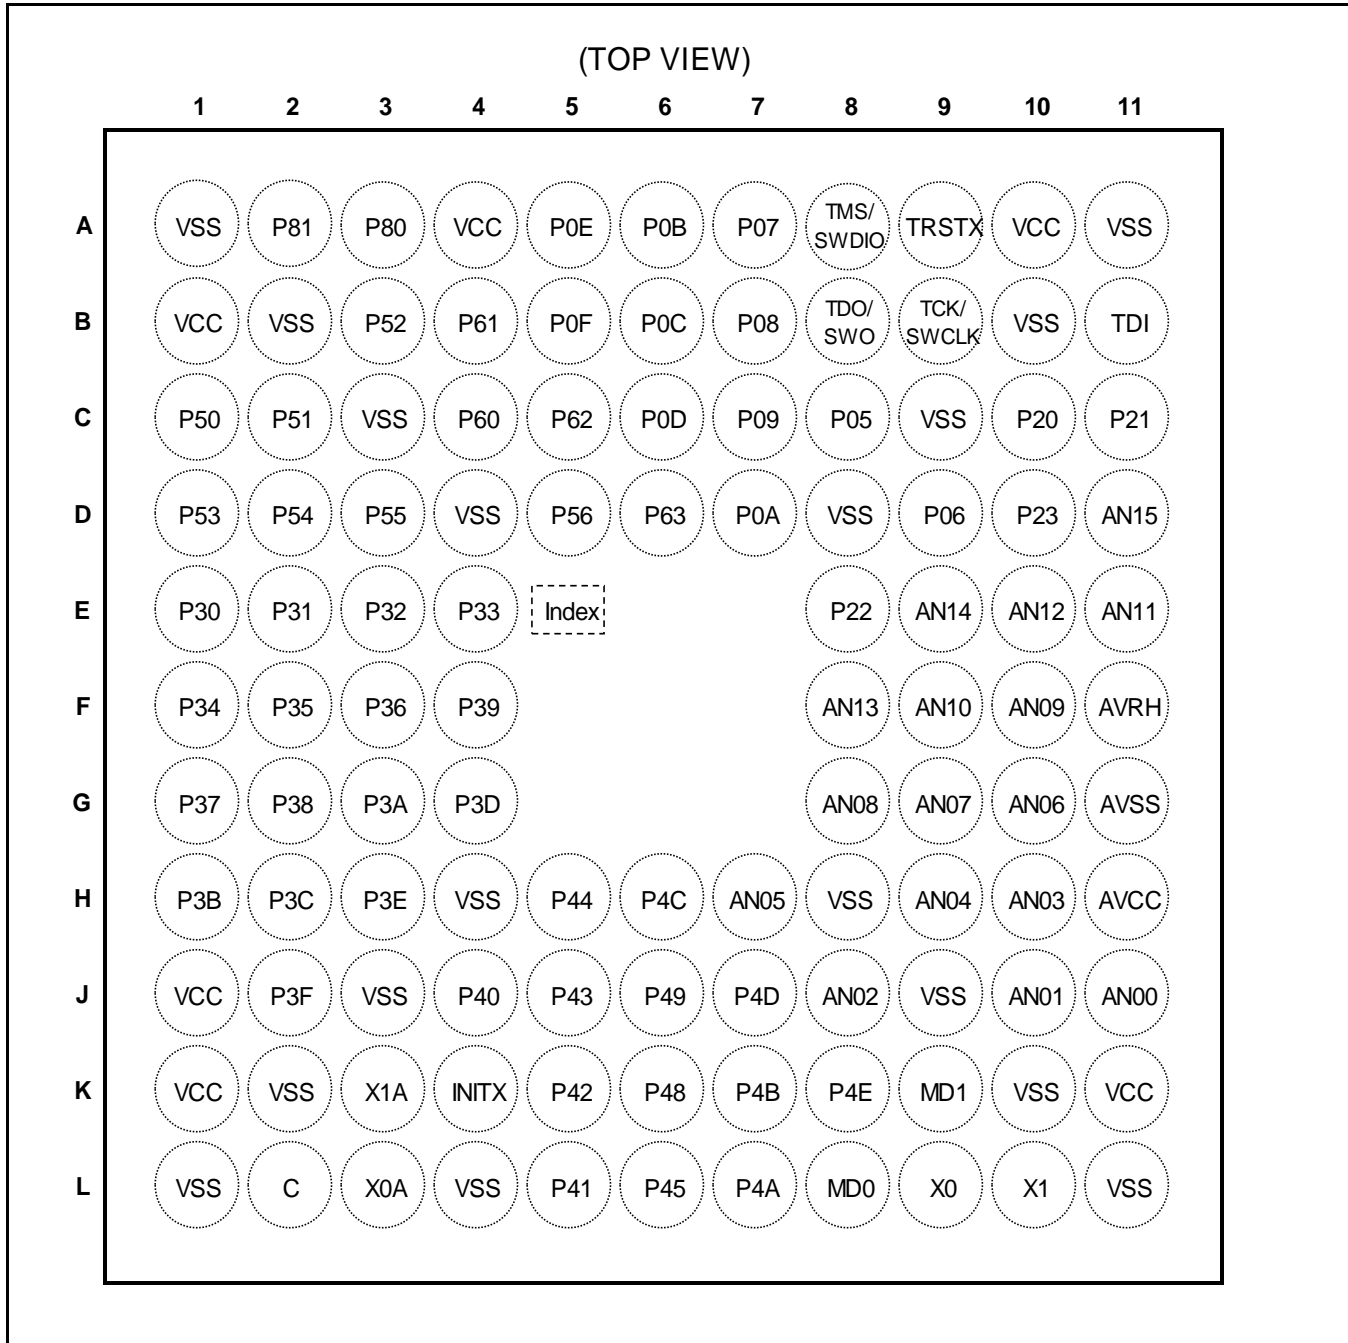 (TOP VIEW)
1 2 3 4 5 6 7 8 9 10 11
A VSS P81 P80 VCC P0E P0B P07 TMS/ SWDIO TRSTX VCC VSS
B VCC VSS P52 P61 P0F P0C P08 TDO/ SWO TCK/ SWCLK VSS TDI
C P50 P51 VSS P60 P62 P0D P09 P05 VSS P20 P21
D P53 P54 P55 VSS P56 P63 P0A VSS P06 P23 AN15
E P30 P31 P32 P33 Index P22 AN14 AN12 AN11
F P34 P35 P36 P39 AN13 AN10 AN09 AVRH
G P37 P38 P3A P3D AN08 AN07 AN06 AVSS
H P3B P3C P3E VSS P44 P4C AN05 VSS AN04 AN03 AVCC
J VCC P3F VSS P40 P43 P49 P4D AN02 VSS AN01 AN00
K VCC VSS X1A INITX P42 P48 P4B P4E MD1 VSS VCC
L VSS C X0A VSS P41 P45 P4A MD0 X0 X1 VSS